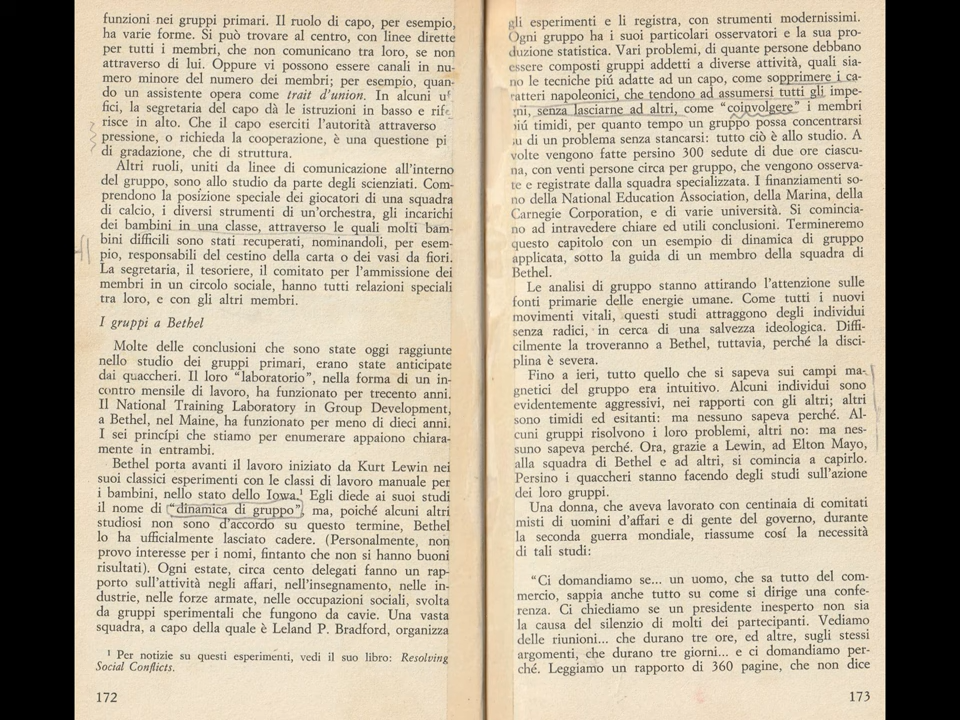 funzioni nei gruppi primari. Il ruolo di capo, per esempio,
ha varie forme. Si può trovare al centro, con linee dirette
per tutti i membri, che non comunicano tra loro, se non
attraverso di lui. Oppure vi possono essere canali in nu-
mero minore del numero dei membri; per esempio, quan-
do un assistente opera come trait d'union. In alcuni
fici, la segretaria del capo dà le istruzioni in basso e
risce in alto. Che il capo eserciti l'autorità attraverso
pressione, o richieda la cooperazione, è una questione pi
di gradazione, che di struttura.
Altri ruoli, uniti da linee di comunicazione all'interno
del gruppo, sono allo studio da parte degli scienziati. Com-
prendono la posizione speciale dei giocatori di una squadra
di calcio, i diversi strumenti di un'orchestra, gli incarichi
dei bambini in una classe, attraverso le quali molti bam-
bini difficili sono stati recuperati, nominandoli, per esem-
pio, responsabili del cestino della carta o dei vasi da fiori.
La segretaria, il tesoriere, il comitato per l'ammissione dei
membri in un circolo sociale, hanno tutti relazioni speciali
tra loro, e con gli altri membri.
I gruppi a Bethel
Molte delle conclusioni che sono state oggi raggiunte
nello studio dei gruppi primari, erano state anticipate
dai quaccheri. Il loro "laboratorio", nella forma di un in-
contro mensile di lavoro, ha funzionato per trecento anni.
Il National Training Laboratory in Group Development,
a Bethel, nel Maine, ha funzionato per meno di dieci anni.
I sei princípi che stiamo per enumerare appaiono chiara-
mente in entrambi.
Bethel porta avanti il lavoro iniziato da Kurt Lewin nei
suoi classici esperimenti con le classi di lavoro manuale per
i bambini, nello stato dello Iowa.¹ Egli diede ai suoi studi
il nome di "dinamica di gruppo", ma, poiché alcuni altri
studiosi non sono d'accordo su questo termine, Bethel
lo ha ufficialmente lasciato cadere. (Personalmente, non
provo interesse per i nomi, fintanto che non si hanno buoni
risultati). Ogni estate, circa cento delegati fanno un rap-
porto sull'attività negli affari, nell'insegnamento, nelle in-
dustrie, nelle forze armate, nelle occupazioni sociali, svolta
da gruppi sperimentali che fungono da cavie. Una vasta
squadra, a capo della quale è Leland P. Bradford, organizza
¹ Per notizie su questi esperimenti, vedi il suo libro: Resolving
Social Conflicts.
172
gli esperimenti e li registra, con strumenti modernissimi.
Ogni gruppo ha i suoi particolari osservatori e la sua pro-
duzione statistica. Vari problemi, di quante persone debbano
essere composti gruppi addetti a diverse attività, quali sia-
no le tecniche piú adatte ad un capo, come sopprimere i ca-
ratteri napoleonici, che tendono ad assumersi tutti gli impe-
gni, senza lasciarne ad altri, come "coinvolgere" i membri
piú timidi, per quanto tempo un gruppo possa concentrarsi
su di un problema senza stancarsi: tutto ciò è allo studio. A
volte vengono fatte persino 300 sedute di due ore ciascu-
na, con venti persone circa per gruppo, che vengono osserva-
te e registrate dalla squadra specializzata. I finanziamenti so-
no della National Education Association, della Marina, della
Carnegie Corporation, e di varie università. Si comincia-
no ad intravedere chiare ed utili conclusioni. Termineremo
questo capitolo con un esempio di dinamica di gruppo
applicata, sotto la guida di un membro della squadra di
Bethel.
Le analisi di gruppo stanno attirando l'attenzione sulle
fonti primarie delle energie umane. Come tutti i nuovi
movimenti vitali, questi studi attraggono degli individui
senza radici, in cerca di una salvezza ideologica. Diffi-
cilmente la troveranno a Bethel, tuttavia, perché la disci-
plina è severa.
Fino a ieri, tutto quello che si sapeva sui campi ma-
gnetici del gruppo era intuitivo. Alcuni individui sono
evidentemente aggressivi, nei rapporti con gli altri; altri
sono timidi ed esitanti: ma nessuno sapeva perché. Al-
cuni gruppi risolvono i loro problemi, altri no: ma nes-
suno sapeva perché. Ora, grazie a Lewin, ad Elton Mayo,
alla squadra di Bethel e ad altri, si comincia a capirlo.
Persino i quaccheri stanno facendo degli studi sull'azione
dei loro gruppi.
Una donna, che aveva lavorato con centinaia di comitati
misti di uomini d'affari e di gente del governo, durante
la seconda guerra mondiale, riassume cosí la necessità
di tali studi:
"Ci domandiamo se... un uomo, che sa tutto del com-
mercio, sappia anche tutto su come si dirige una confe-
renza. Ci chiediamo se un presidente inesperto non sia
la causa del silenzio di molti dei partecipanti. Vediamo
delle riunioni... che durano tre ore, ed altre, sugli stessi
argomenti, che durano tre giorni... e ci domandiamo per-
ché. Leggiamo un rapporto di 360 pagine, che non dice
173